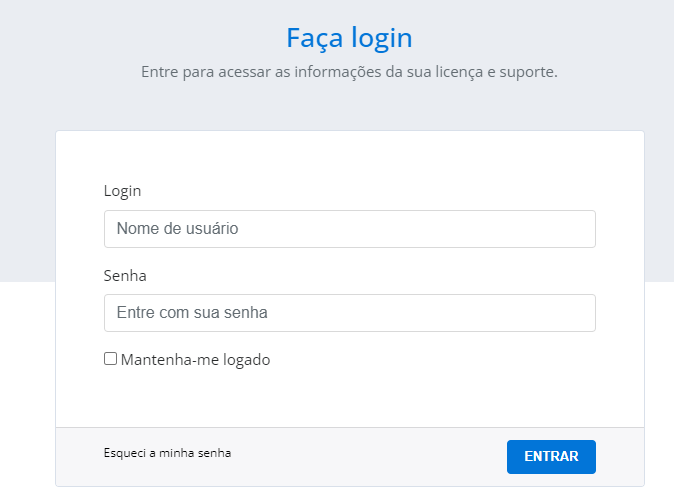 Faça login
Entre para acessar as informações da sua licença e suporte.
Login
Nome de usuário
Senha
Entre com sua senha
Mantenha-me logado
Esqueci a minha senha
ENTRAR